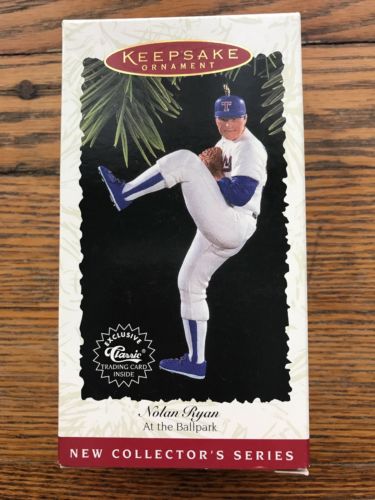 KEEPSAKE
ORNAMENT
T
EXCLUSIVE
Classic
TRADING CARD
INSIDE
Nolan Ryan
At the Ballpark
NEW COLLECTOR'S SERIES